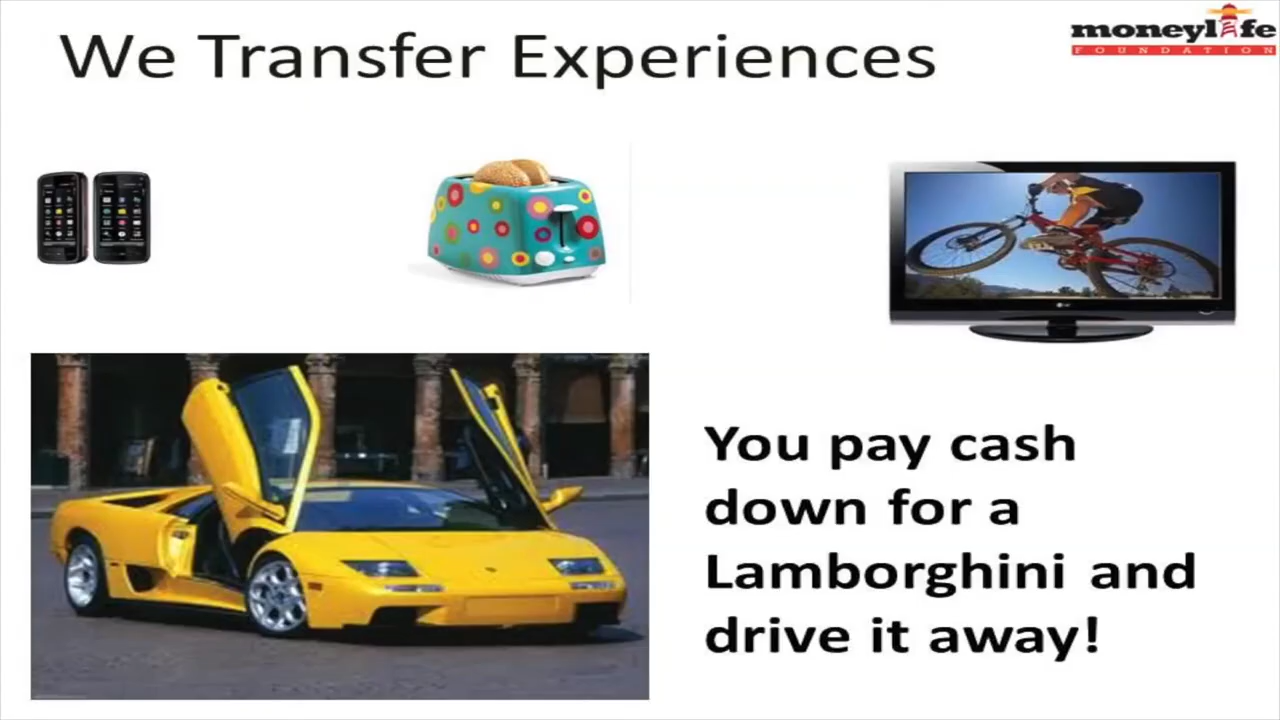 We Transfer Experiences
moneylife
FOUNDATION
You pay cash
down for a
Lamborghini and
drive it away!